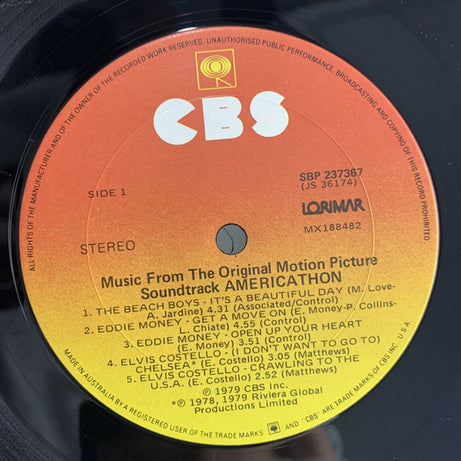 ALL RIGHTS OF THE MANUFACTURER AND OF THE OWNER OF THE RECORDED WORK RESERVED. UNAUTHORISED PUBLIC PERFORMANCE, BROADCASTING AND COPYING OF THIS RECORD PROHIBITED
CBS
SIDE 1
SBP 237367
(JS 36174)
LORIMAR
MX188482
STEREO
Music From The Original Motion Picture
Soundtrack AMERICATHON
1. THE BEACH BOYS - IT'S A BEAUTIFUL DAY (M. Love-
A. Jardine) 4.31 (Associated/Control)
2. EDDIE MONEY - GET A MOVE ON (E. Money-P. Collins-
L. Chiate) 4.55 (Control)
3. EDDIE MONEY - OPEN UP YOUR HEART
(E. Money) 3.51 (Control)
4. ELVIS COSTELLO - (I DON'T WANT TO GO TO)
CHELSEA* (E. Costello) 3.05 (Matthews)
5. ELVIS COSTELLO - CRAWLING TO THE
U.S.A. (E. Costello) 2.52 (Matthews)
℗ 1979 CBS Inc.
*℗ 1978, 1979 Riviera Global
Productions Limited
MADE IN AUSTRALIA BY A REGISTERED USER OF THE TRADE MARKS AND CBS ARE TRADE MARKS OF CBS INC. U.S.A.